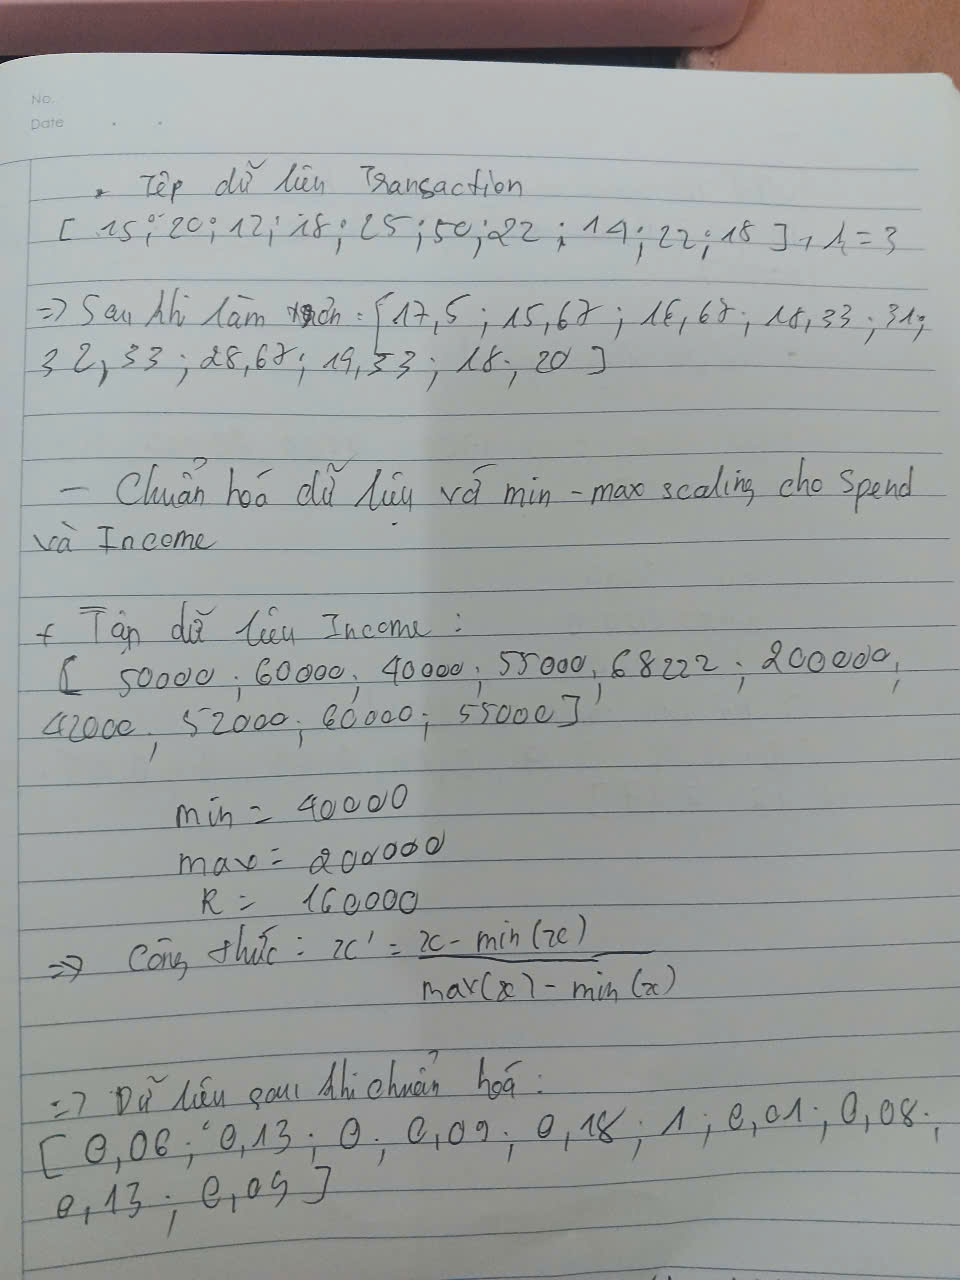 No.
Date
* Tệp dữ liệu Transaction
[ 15; 20; 12; 18; 25; 50; 22; 14; 22; 18 ], k = 3
=> Sau khi làm trơn: [17,5; 15,67; 16,67; 18,33; 31;
32,33; 28,67; 19,33; 18; 20]
- Chuẩn hoá dữ liệu với min-max scaling cho Spend
và Income
+ Tập dữ liệu Income:
[ 50000; 60000; 40000; 55000; 68222; 200000;
42000; 52000; 60000; 55000]
min = 40000
max = 200000
R = 160000
=> Công thức: x' = x - min(x)
max(x) - min(x)
=> Dữ liệu sau khi chuẩn hoá:
[ 0,06; 0,13; 0; 0,09; 0,18; 1; 0,01; 0,08;
0,13; 0,09]